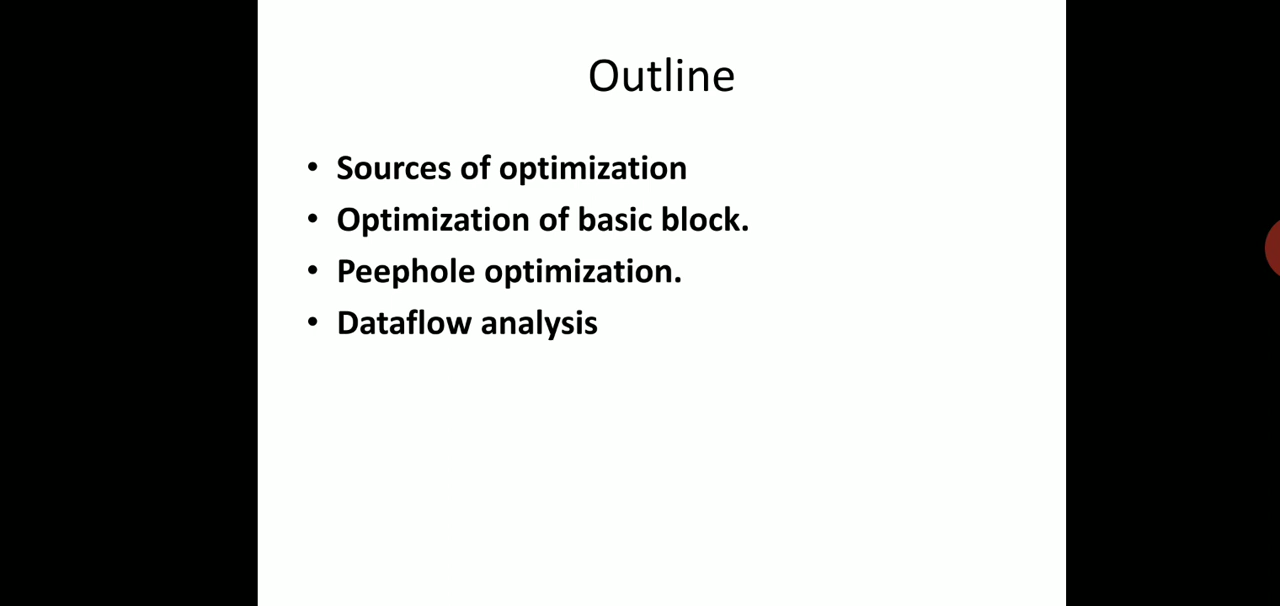 Outline
• Sources of optimization
• Optimization of basic block.
• Peephole optimization.
• Dataflow analysis